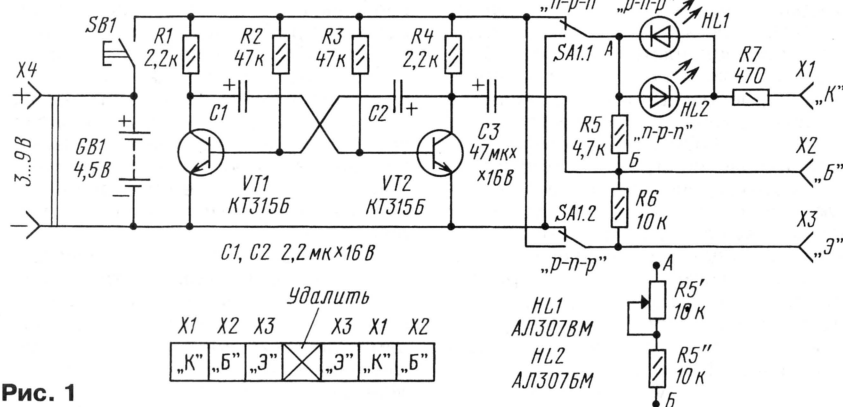 „n-p-n" „p-n-p"
SB1
R1
2,2к
R2
47к
R3
47к
R4
2,2к
SA1.1
A
HL1
R7
470
X1
„К"
X4
+
3...9 В
−
+
GB1
4,5В
−
+
C1
C2
+
+
C3
47мк×
×16В
HL2
„n-p-n"
R5
4,7к
Б
X2
„Б"
VT1
КТ315Б
VT2
КТ315Б
R6
10к
SA1.2
„p-n-p"
X3
„Э"
C1, C2 2,2мк×16В
Удалить
X1 X2 X3 X3 X1 X2
„К" „Б" „Э" „Э" „К" „Б"
HL1
АЛ307ВМ
HL2
АЛ307БМ
А
R5′
10к
R5″
10к
Б
Рис. 1